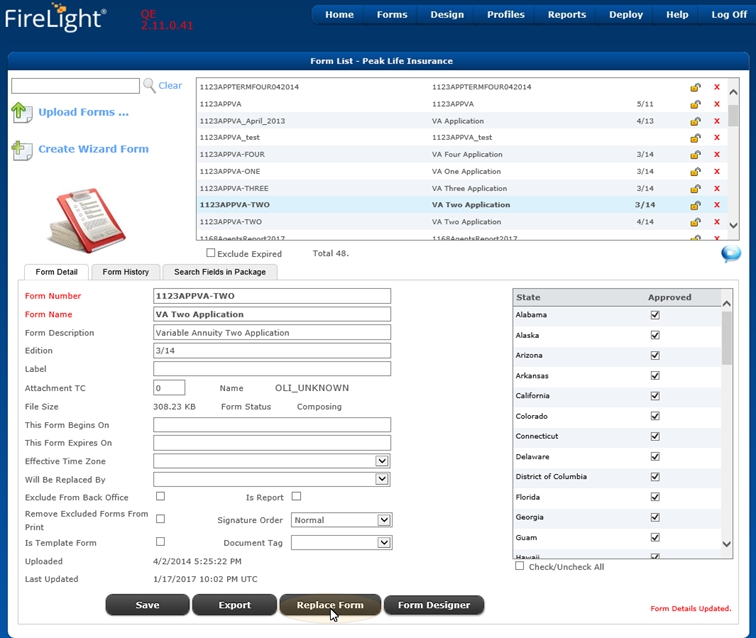 FireLight®
QE
2.11.0.41
Home Forms Design Profiles Reports Deploy Help Log Off
Form List - Peak Life Insurance
Clear
Upload Forms ...
Create Wizard Form
1123APPTERMFOUR042014 1123APPTERMFOUR042014 X
1123APPVA 1123APPVA 5/11 X
1123APPVA_April_2013 VA Application 4/13 X
1123APPVA_test 1123APPVA_test X
1123APPVA-FOUR VA Four Application 3/14 X
1123APPVA-ONE VA One Application 3/14 X
1123APPVA-THREE VA Three Application 3/14 X
1123APPVA-TWO VA Two Application 3/14 X
1123APPVA-TWO VA Two Application 4/14 X
1168AgentsReport2017 1168AgentsReport2017 X
Exclude Expired Total 48.
Form Detail Form History Search Fields in Package
Form Number 1123APPVA-TWO
Form Name VA Two Application
Form Description Variable Annuity Two Application
Edition 3/14
Label
Attachment TC 0 Name OLI_UNKNOWN
File Size 308.23 KB Form Status Composing
This Form Begins On
This Form Expires On
Effective Time Zone
Will Be Replaced By
Exclude From Back Office Is Report
Remove Excluded Forms From
Print Signature Order Normal
Is Template Form Document Tag
Uploaded 4/2/2014 5:25:22 PM
Last Updated 1/17/2017 10:02 PM UTC
State Approved
Alabama
Alaska
Arizona
Arkansas
California
Colorado
Connecticut
Delaware
District of Columbia
Florida
Georgia
Guam
Hawaii
Check/Uncheck All
Save Export Replace Form Form Designer
Form Details Updated.